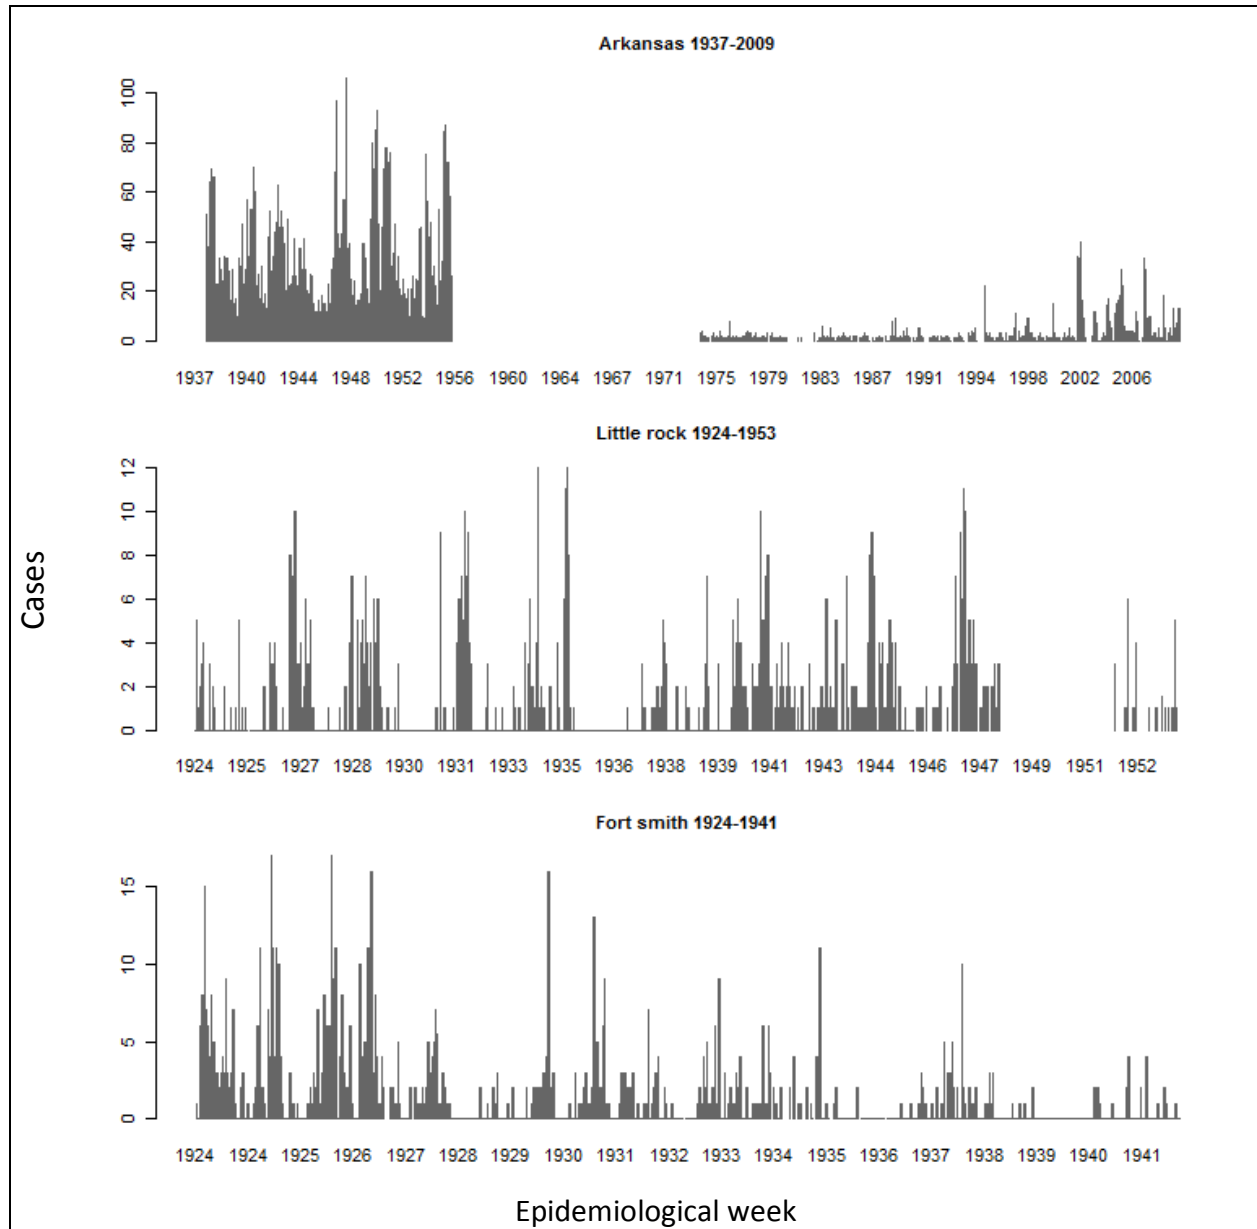 Arkansas 1937-2009
100
80
60
40
20
0
1937 1940 1944 1948 1952 1956 1960 1964 1967 1971 1975 1979 1983 1987 1991 1994 1998 2002 2006
Little rock 1924-1953
12
10
8
6
4
2
0
1924 1925 1927 1928 1930 1931 1933 1935 1936 1938 1939 1941 1943 1944 1946 1947 1949 1951 1952
Cases
Fort smith 1924-1941
15
10
5
0
1924 1924 1925 1926 1927 1928 1929 1930 1931 1932 1933 1934 1935 1936 1937 1938 1939 1940 1941
Epidemiological week